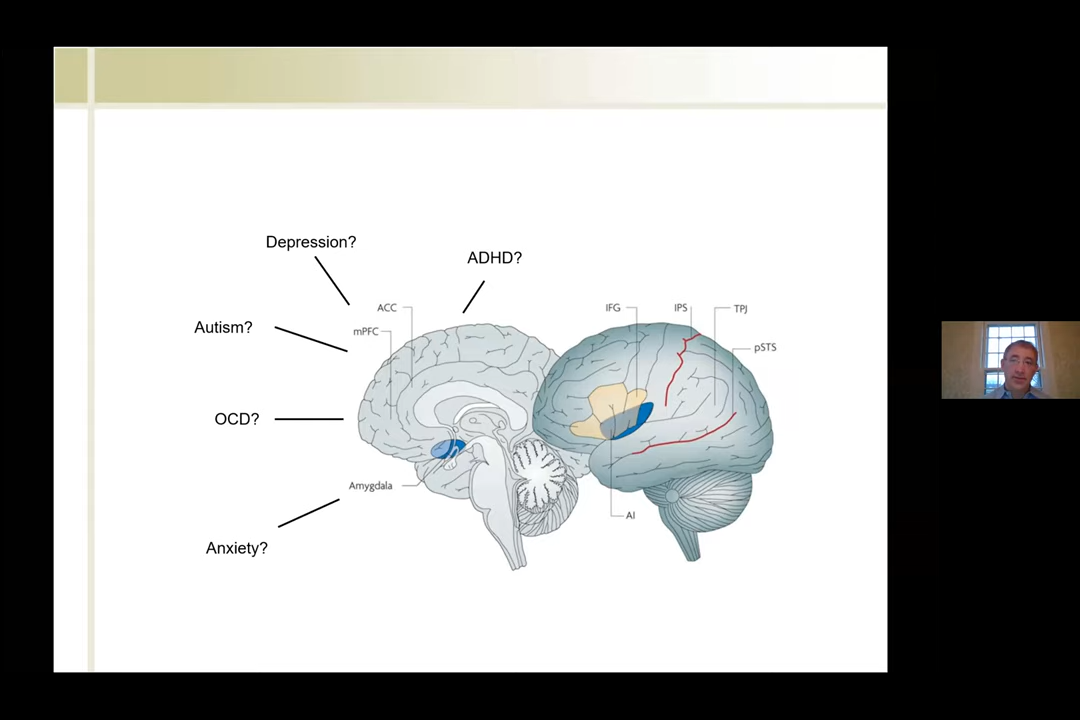 Depression?
ADHD?
ACC
IFG
IPS
TPJ
Autism?
mPFC
pSTS
OCD?
Amygdala
AI
Anxiety?